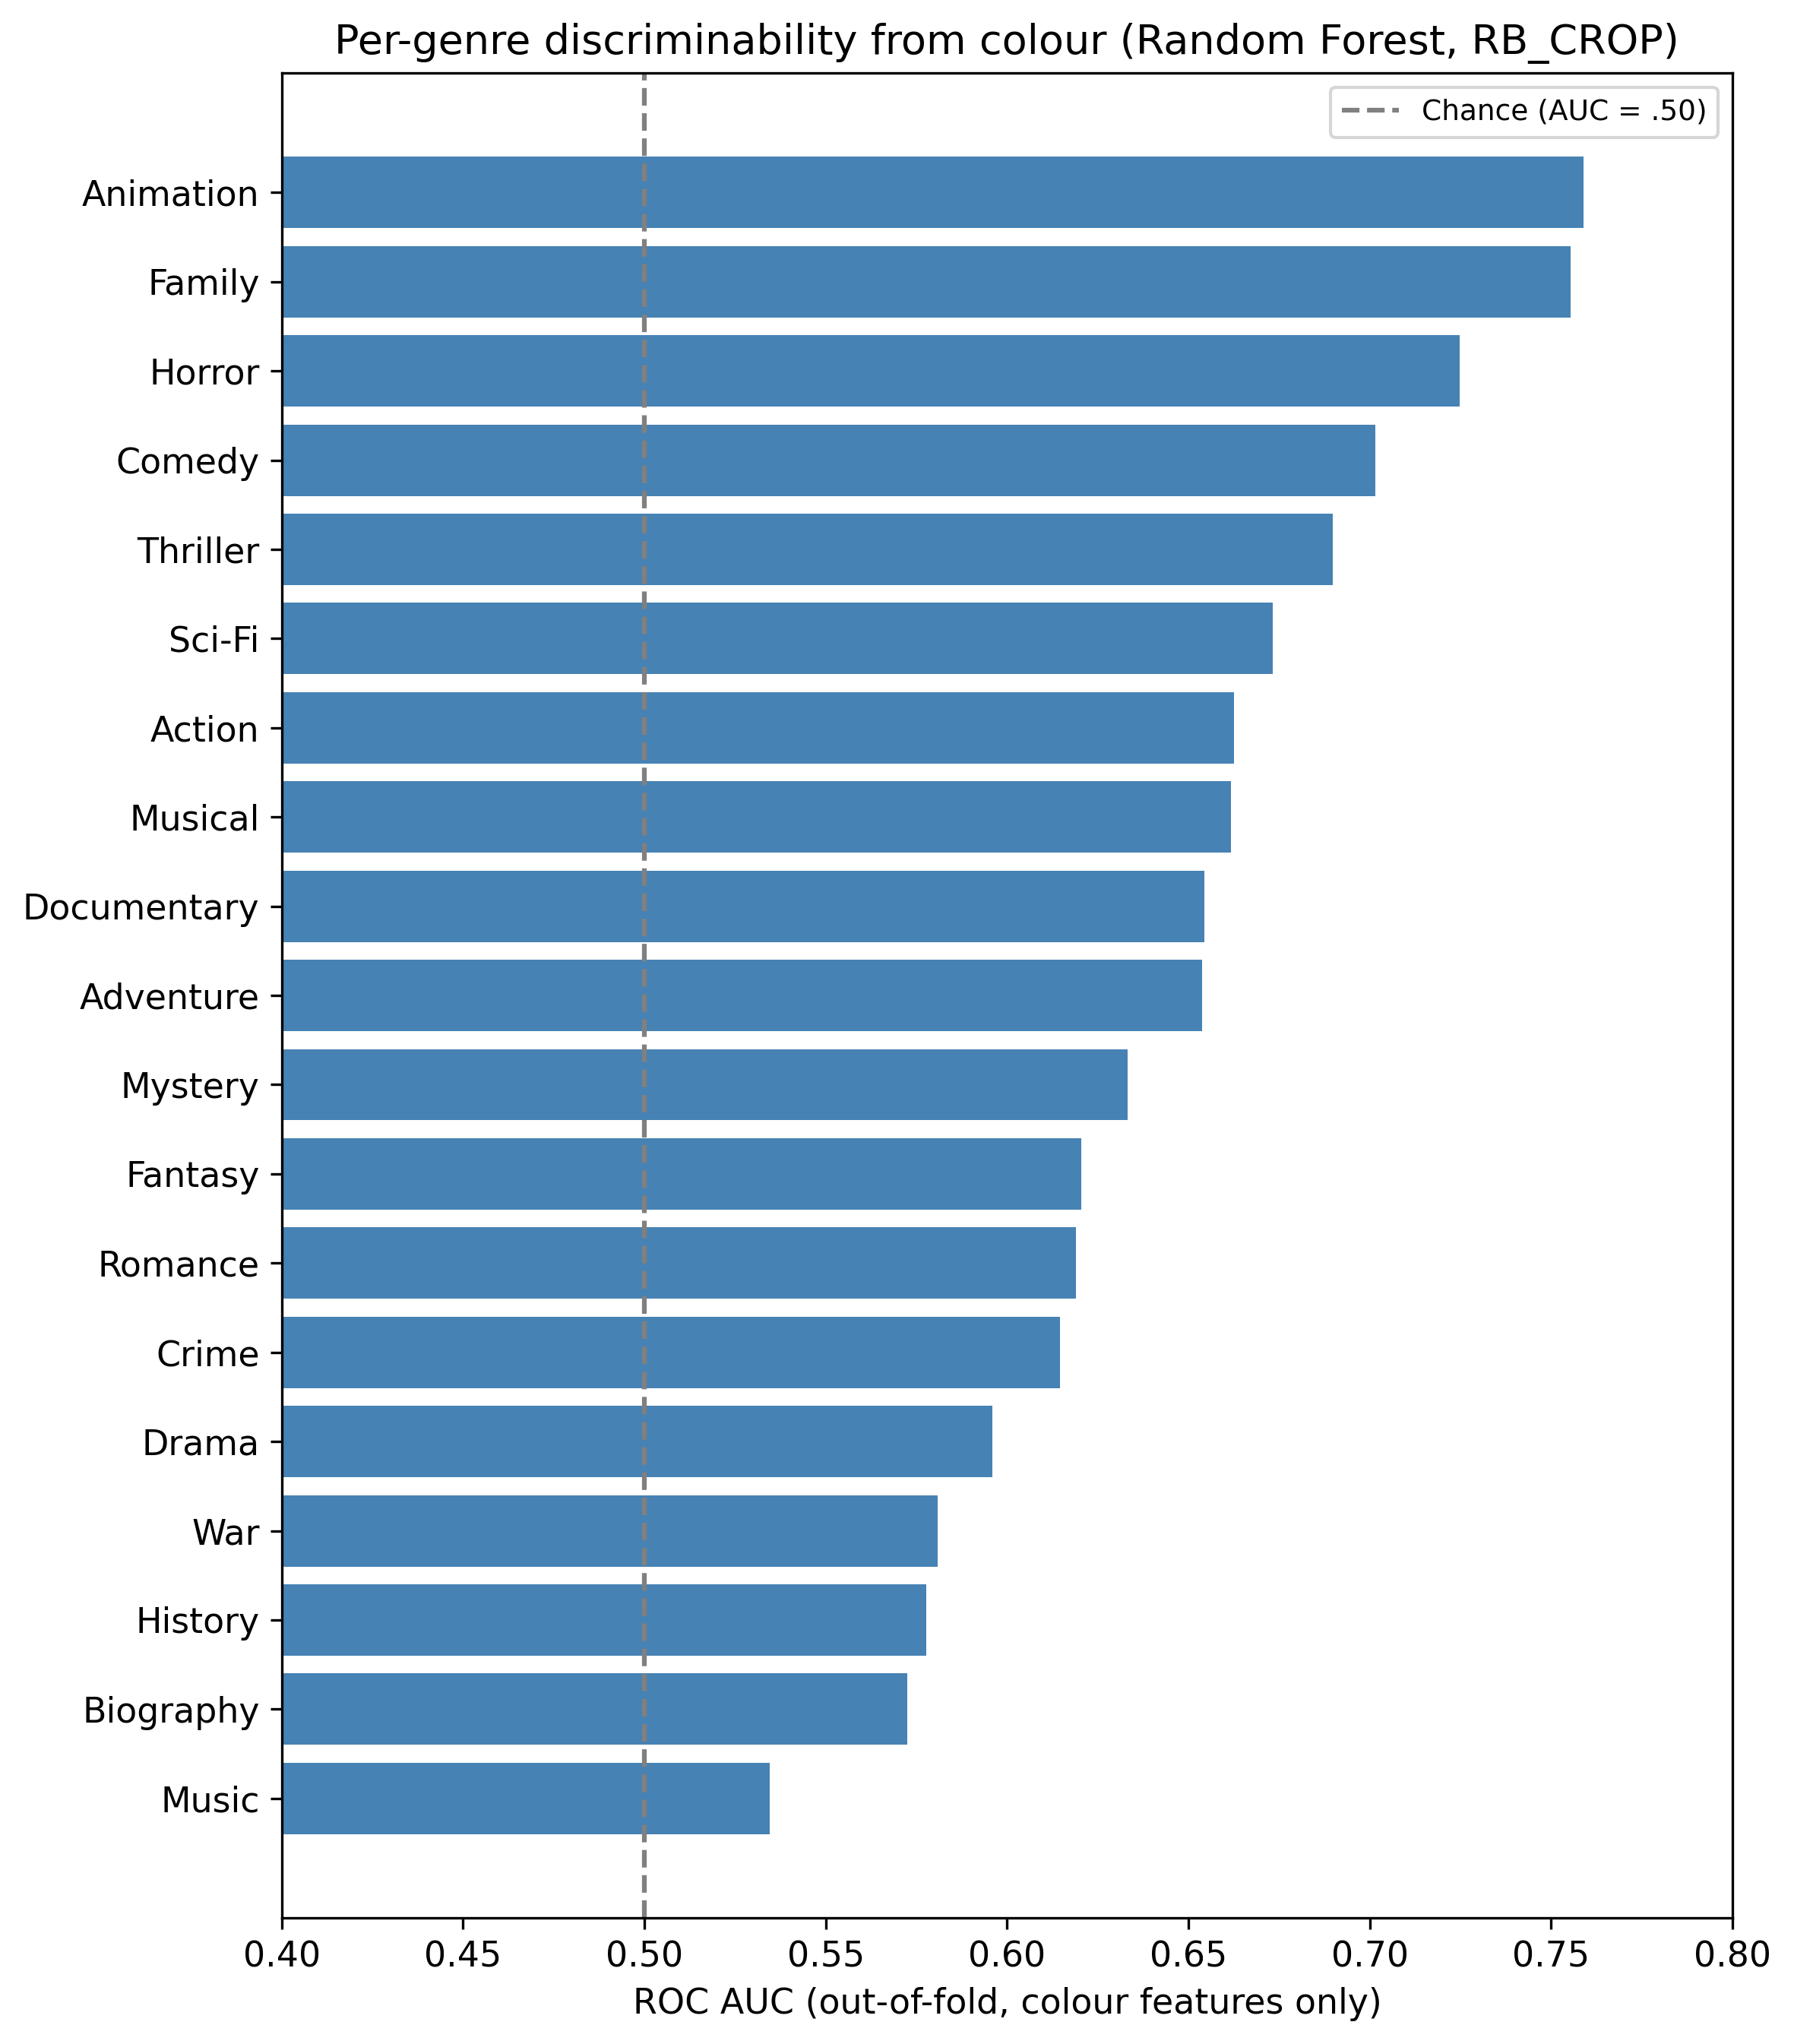 Per-genre discriminability from colour (Random Forest, RB_CROP)
Chance (AUC = .50)
Animation
Family
Horror
Comedy
Thriller
Sci-Fi
Action
Musical
Documentary
Adventure
Mystery
Fantasy
Romance
Crime
Drama
War
History
Biography
Music
0.40 0.45 0.50 0.55 0.60 0.65 0.70 0.75 0.80
ROC AUC (out-of-fold, colour features only)